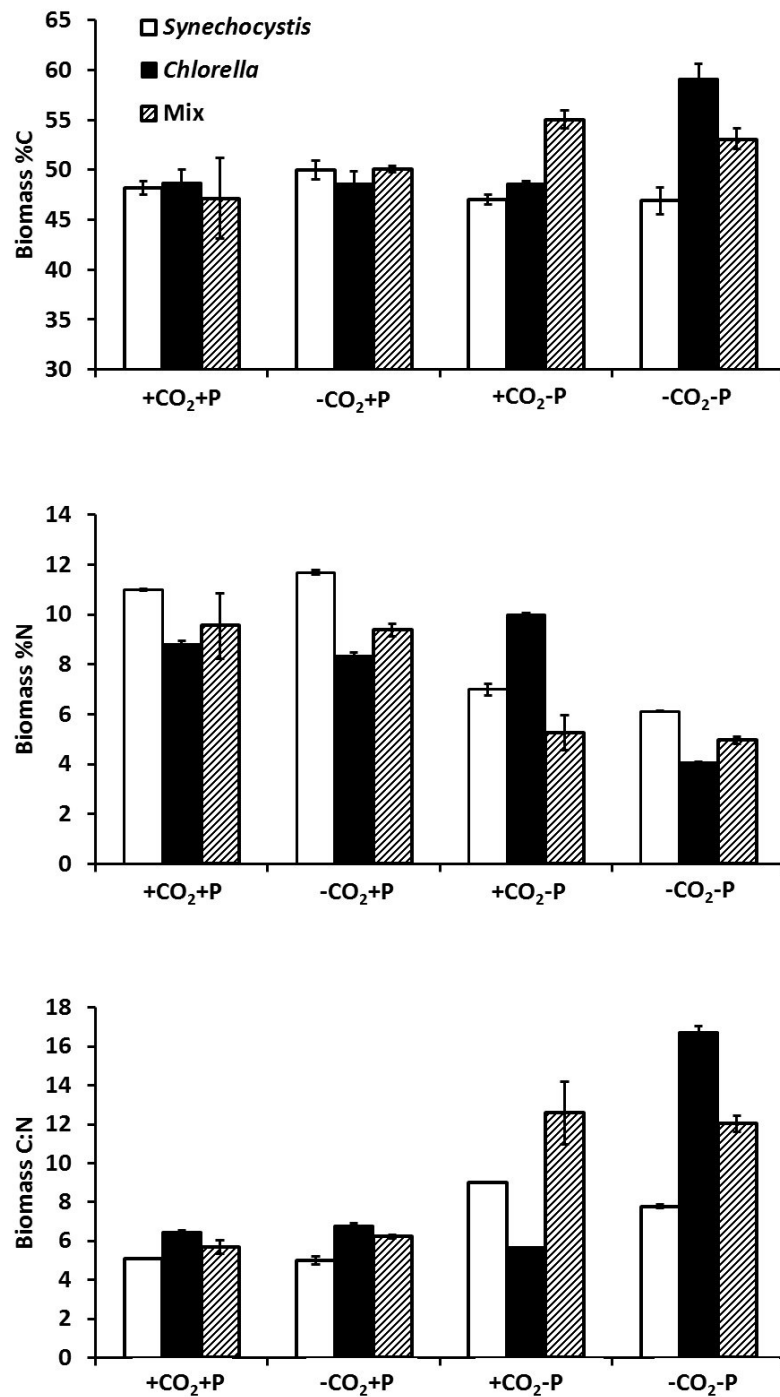 65
60
55
50
45
40
35
30
Biomass %C
Synechocystis
Chlorella
Mix
+CO₂+P -CO₂+P +CO₂-P -CO₂-P
14
12
10
8
6
4
2
0
Biomass %N
+CO₂+P -CO₂+P +CO₂-P -CO₂-P
18
16
14
12
10
8
6
4
2
0
Biomass C:N
+CO₂+P -CO₂+P +CO₂-P -CO₂-P